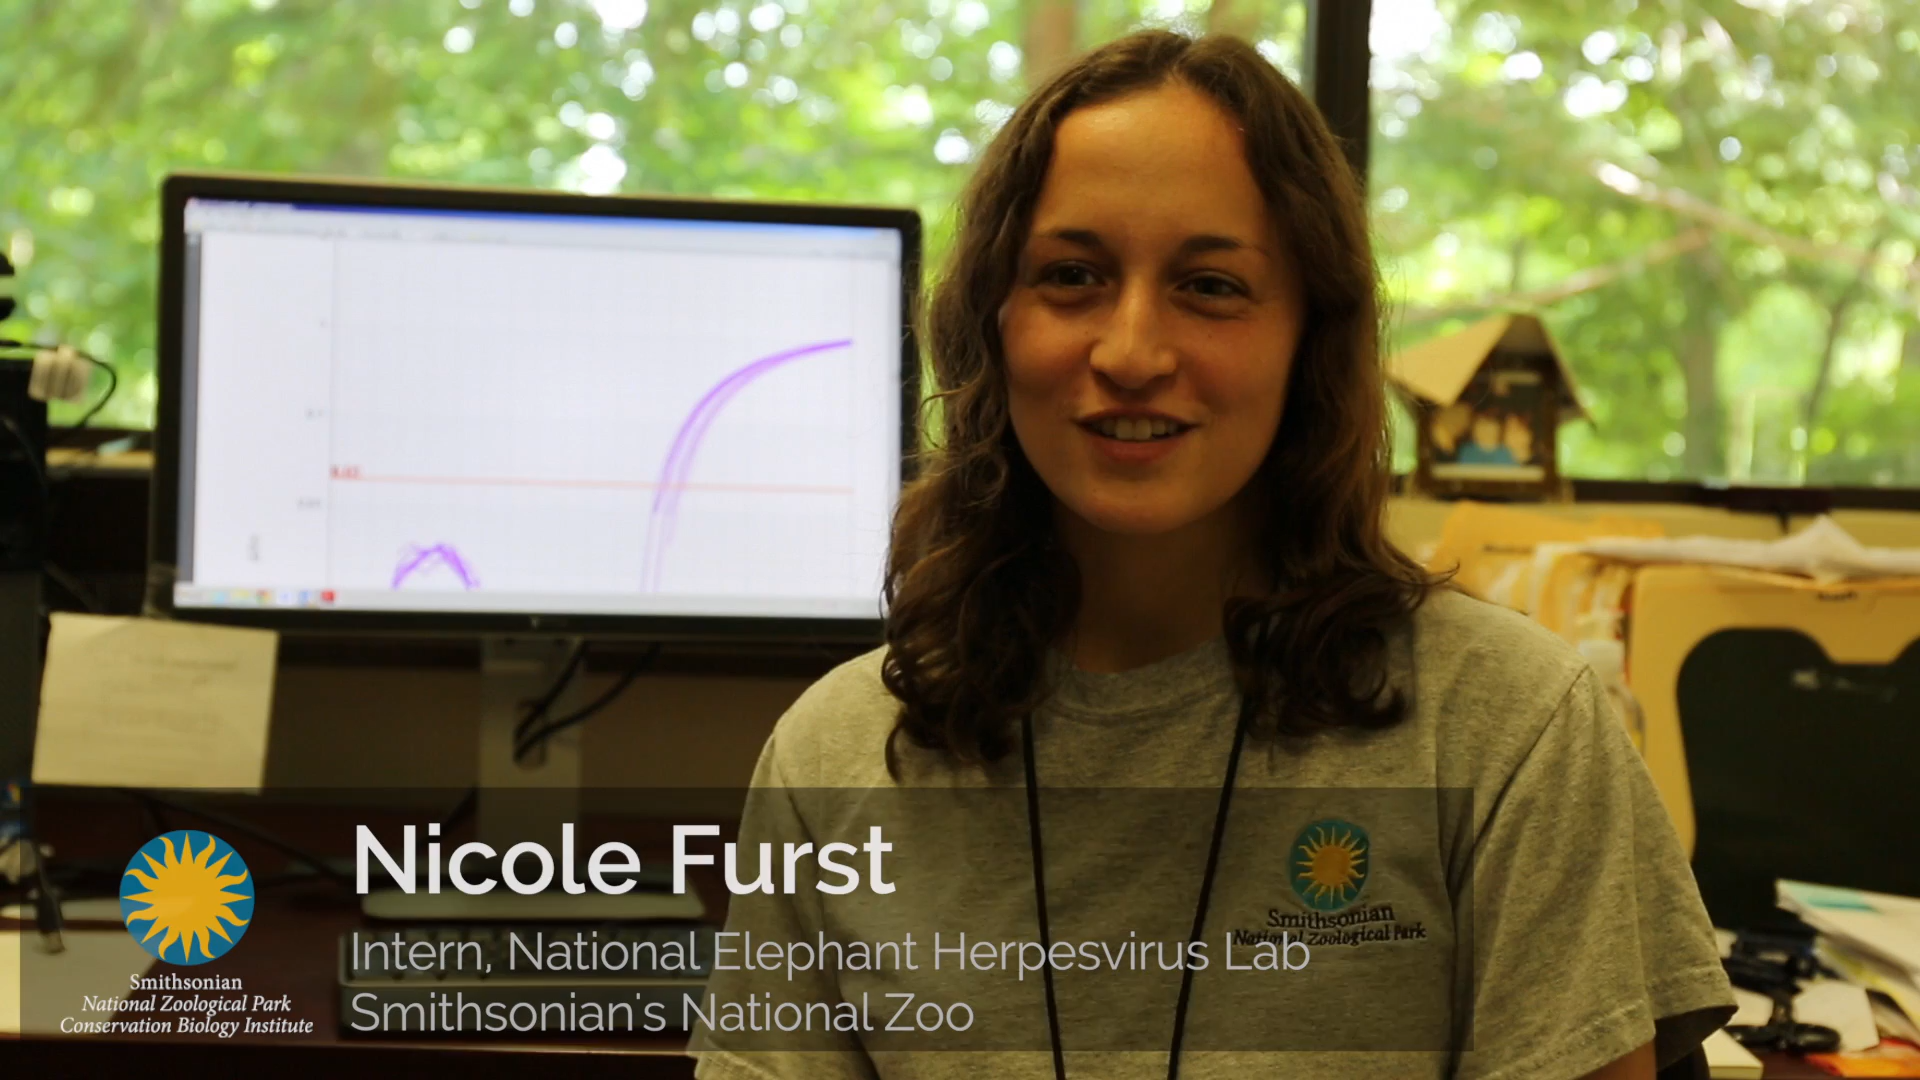 Nicole Furst
Intern, National Elephant Herpesvirus Lab
Smithsonian's National Zoo
Smithsonian
National Zoological Park
Conservation Biology Institute
Smithsonian
National Zoological Park